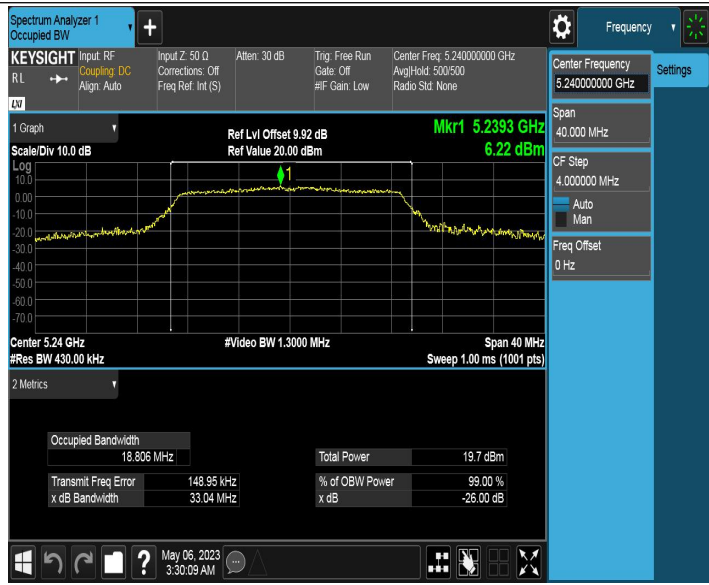 Spectrum Analyzer 1
Occupied BW
+
Frequency
KEYSIGHT
RL
LXI
Input: RF
Coupling: DC
Align: Auto
Input Z: 50 Ω
Corrections: Off
Freq Ref: Int (S)
Atten: 30 dB
Trig: Free Run
Gate: Off
#IF Gain: Low
Center Freq: 5.240000000 GHz
Avg|Hold: 500/500
Radio Std: None
Center Frequency
5.240000000 GHz
Settings
Span
40.000 MHz
CF Step
4.000000 MHz
Auto
Man
Freq Offset
0 Hz
1 Graph
Scale/Div 10.0 dB
Ref Lvl Offset 9.92 dB
Ref Value 20.00 dBm
Mkr1 5.2393 GHz
6.22 dBm
Log
10.0
0.00
-10.0
-20.0
-30.0
-40.0
-50.0
-60.0
-70.0
1
Center 5.24 GHz
#Video BW 1.3000 MHz
Span 40 MHz
#Res BW 430.00 kHz
Sweep 1.00 ms (1001 pts)
2 Metrics
Occupied Bandwidth
18.806 MHz
Total Power 19.7 dBm
Transmit Freq Error 148.95 kHz
% of OBW Power 99.00 %
x dB Bandwidth 33.04 MHz
x dB -26.00 dB
?
May 06, 2023
3:30:09 AM